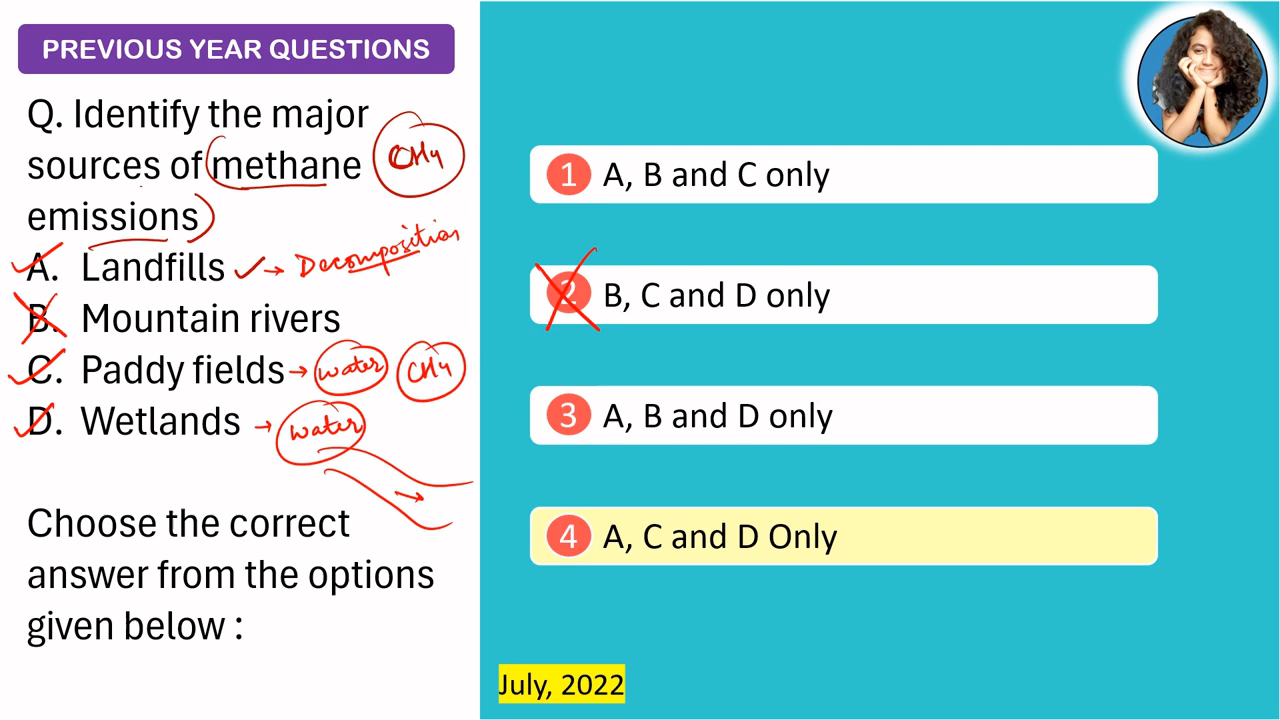 PREVIOUS YEAR QUESTIONS
Q. Identify the major
sources of methane CH4
emissions
A. Landfills → Decomposition
B. Mountain rivers
C. Paddy fields → water CH4
D. Wetlands → water
Choose the correct
answer from the options
given below :
1 A, B and C only
2 B, C and D only
3 A, B and D only
4 A, C and D Only
July, 2022